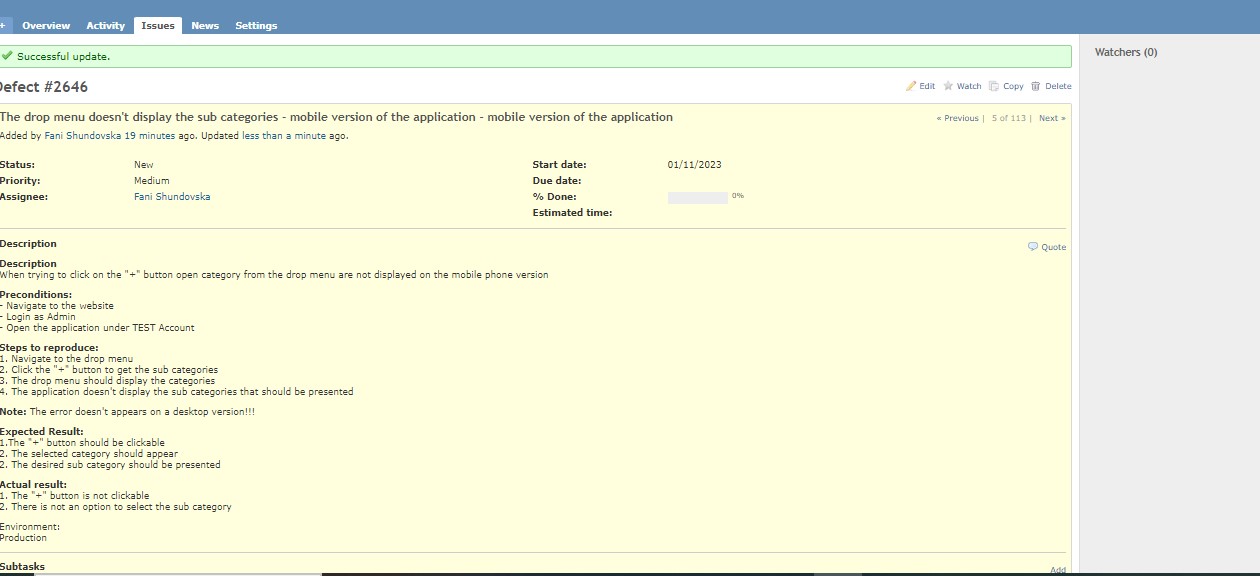 + Overview Activity Issues News Settings
Successful update.
Watchers (0)
Defect #2646
Edit Watch Copy Delete
The drop menu doesn't display the sub categories - mobile version of the application - mobile version of the application
« Previous | 5 of 113 | Next »
Added by Fani Shundovska 19 minutes ago. Updated less than a minute ago.
Status: New Start date: 01/11/2023
Priority: Medium Due date:
Assignee: Fani Shundovska % Done: 0%
Estimated time:
Description Quote
Description
When trying to click on the "+" button open category from the drop menu are not displayed on the mobile phone version
Preconditions:
- Navigate to the website
- Login as Admin
- Open the application under TEST Account
Steps to reproduce:
1. Navigate to the drop menu
2. Click the "+" button to get the sub categories
3. The drop menu should display the categories
4. The application doesn't display the sub categories that should be presented
Note: The error doesn't appears on a desktop version!!!
Expected Result:
1.The "+" button should be clickable
2. The selected category should appear
2. The desired sub category should be presented
Actual result:
1. The "+" button is not clickable
2. There is not an option to select the sub category
Environment:
Production
Subtasks Add